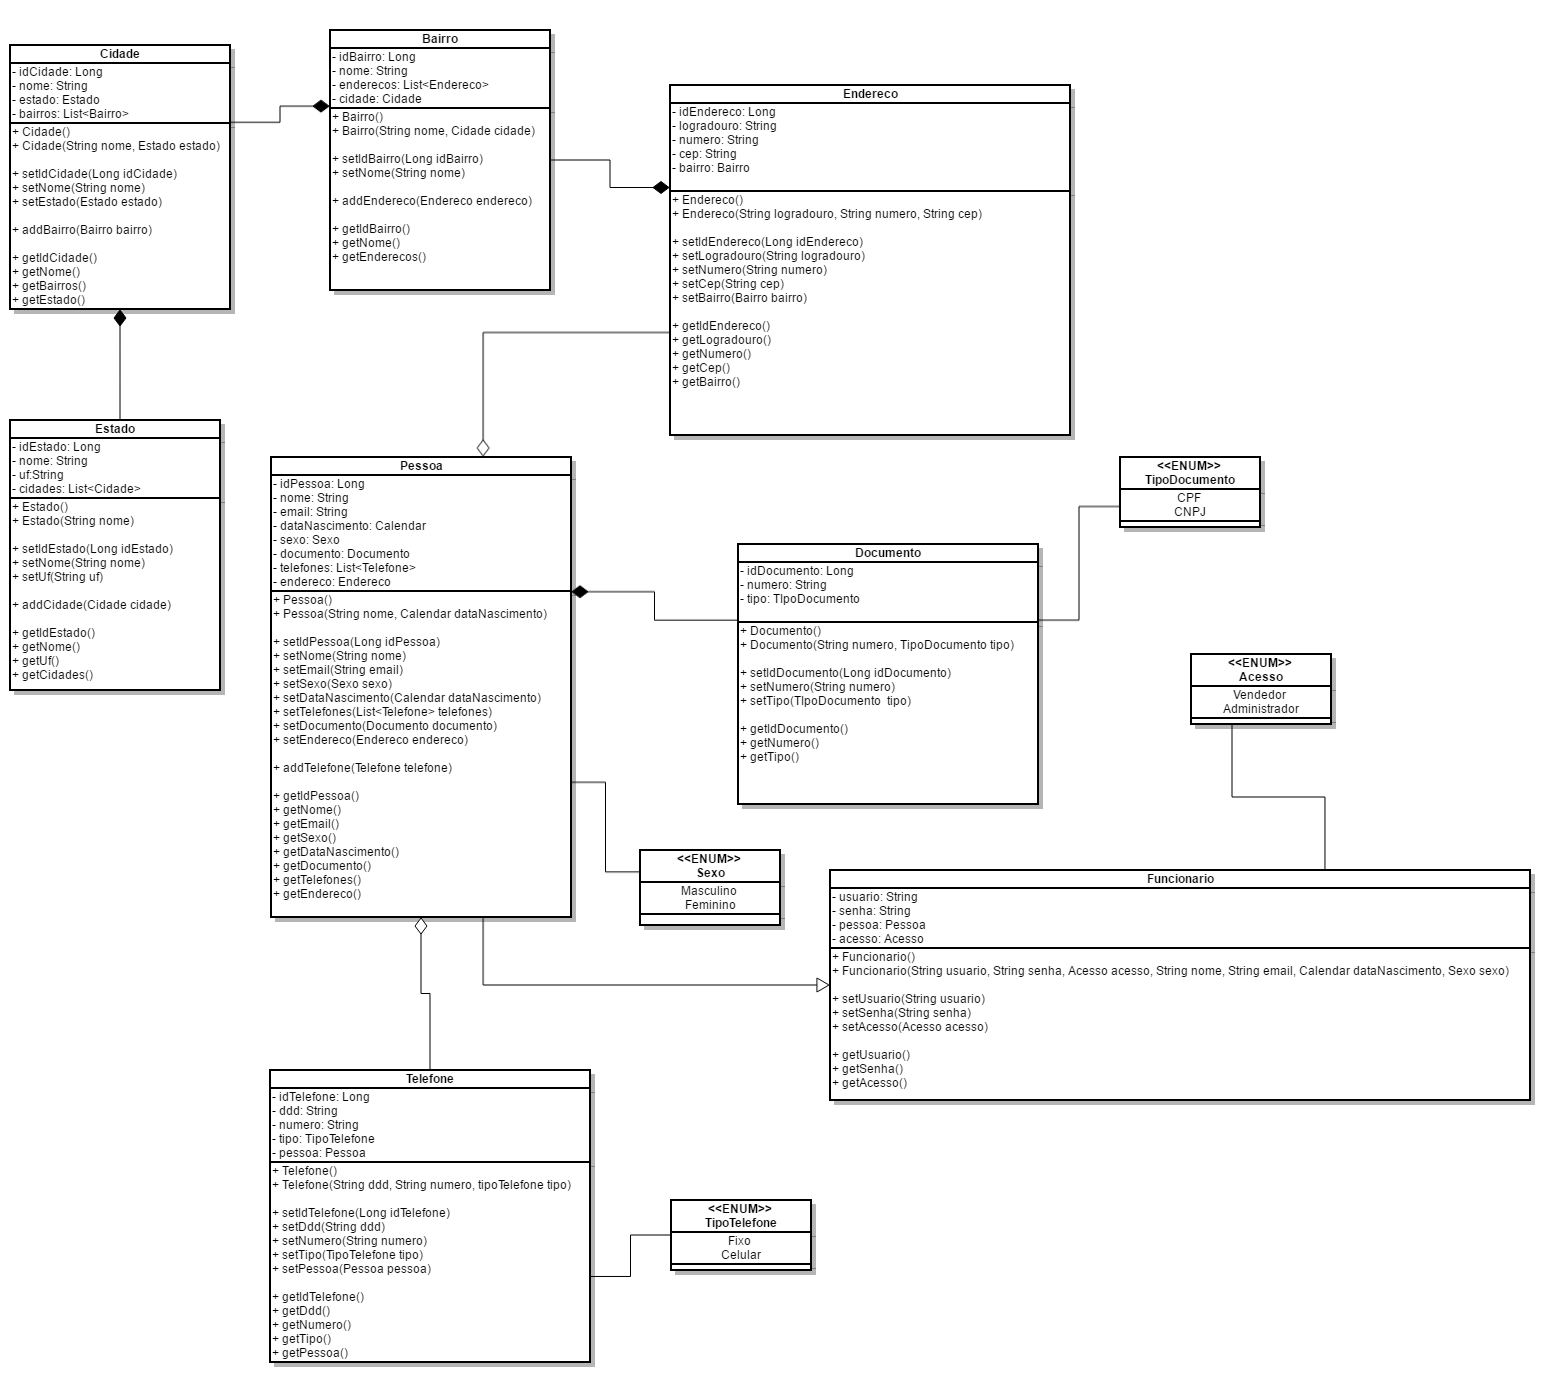 Cidade
- idCidade: Long
- nome: String
- estado: Estado
- bairros: List<Bairro>
+ Cidade()
+ Cidade(String nome, Estado estado)
+ setIdCidade(Long idCidade)
+ setNome(String nome)
+ setEstado(Estado estado)
+ addBairro(Bairro bairro)
+ getIdCidade()
+ getNome()
+ getBairros()
+ getEstado()
Bairro
- idBairro: Long
- nome: String
- enderecos: List<Endereco>
- cidade: Cidade
+ Bairro()
+ Bairro(String nome, Cidade cidade)
+ setIdBairro(Long idBairro)
+ setNome(String nome)
+ addEndereco(Endereco endereco)
+ getIdBairro()
+ getNome()
+ getEnderecos()
Endereco
- idEndereco: Long
- logradouro: String
- numero: String
- cep: String
- bairro: Bairro
+ Endereco()
+ Endereco(String logradouro, String numero, String cep)
+ setIdEndereco(Long idEndereco)
+ setLogradouro(String logradouro)
+ setNumero(String numero)
+ setCep(String cep)
+ setBairro(Bairro bairro)
+ getIdEndereco()
+ getLogradouro()
+ getNumero()
+ getCep()
+ getBairro()
Estado
- idEstado: Long
- nome: String
- uf:String
- cidades: List<Cidade>
+ Estado()
+ Estado(String nome)
+ setIdEstado(Long idEstado)
+ setNome(String nome)
+ setUf(String uf)
+ addCidade(Cidade cidade)
+ getIdEstado()
+ getNome()
+ getUf()
+ getCidades()
Pessoa
- idPessoa: Long
- nome: String
- email: String
- dataNascimento: Calendar
- sexo: Sexo
- documento: Documento
- telefones: List<Telefone>
- endereco: Endereco
+ Pessoa()
+ Pessoa(String nome, Calendar dataNascimento)
+ setIdPessoa(Long idPessoa)
+ setNome(String nome)
+ setEmail(String email)
+ setSexo(Sexo sexo)
+ setDataNascimento(Calendar dataNascimento)
+ setTelefones(List<Telefone> telefones)
+ setDocumento(Documento documento)
+ setEndereco(Endereco endereco)
+ addTelefone(Telefone telefone)
+ getIdPessoa()
+ getNome()
+ getEmail()
+ getSexo()
+ getDataNascimento()
+ getDocumento()
+ getTelefones()
+ getEndereco()
<<ENUM>>
TipoDocumento
CPF
CNPJ
Documento
- idDocumento: Long
- numero: String
- tipo: TIpoDocumento
+ Documento()
+ Documento(String numero, TipoDocumento tipo)
+ setIdDocumento(Long idDocumento)
+ setNumero(String numero)
+ setTipo(TIpoDocumento  tipo)
+ getIdDocumento()
+ getNumero()
+ getTipo()
<<ENUM>>
Acesso
Vendedor
Administrador
<<ENUM>>
Sexo
Masculino
Feminino
Funcionario
- usuario: String
- senha: String
- pessoa: Pessoa
- acesso: Acesso
+ Funcionario()
+ Funcionario(String usuario, String senha, Acesso acesso, String nome, String email, Calendar dataNascimento, Sexo sexo)
+ setUsuario(String usuario)
+ setSenha(String senha)
+ setAcesso(Acesso acesso)
+ getUsuario()
+ getSenha()
+ getAcesso()
Telefone
- idTelefone: Long
- ddd: String
- numero: String
- tipo: TipoTelefone
- pessoa: Pessoa
+ Telefone()
+ Telefone(String ddd, String numero, tipoTelefone tipo)
+ setIdTelefone(Long idTelefone)
+ setDdd(String ddd)
+ setNumero(String numero)
+ setTipo(TipoTelefone tipo)
+ setPessoa(Pessoa pessoa)
+ getIdTelefone()
+ getDdd()
+ getNumero()
+ getTipo()
+ getPessoa()
<<ENUM>>
TipoTelefone
Fixo
Celular